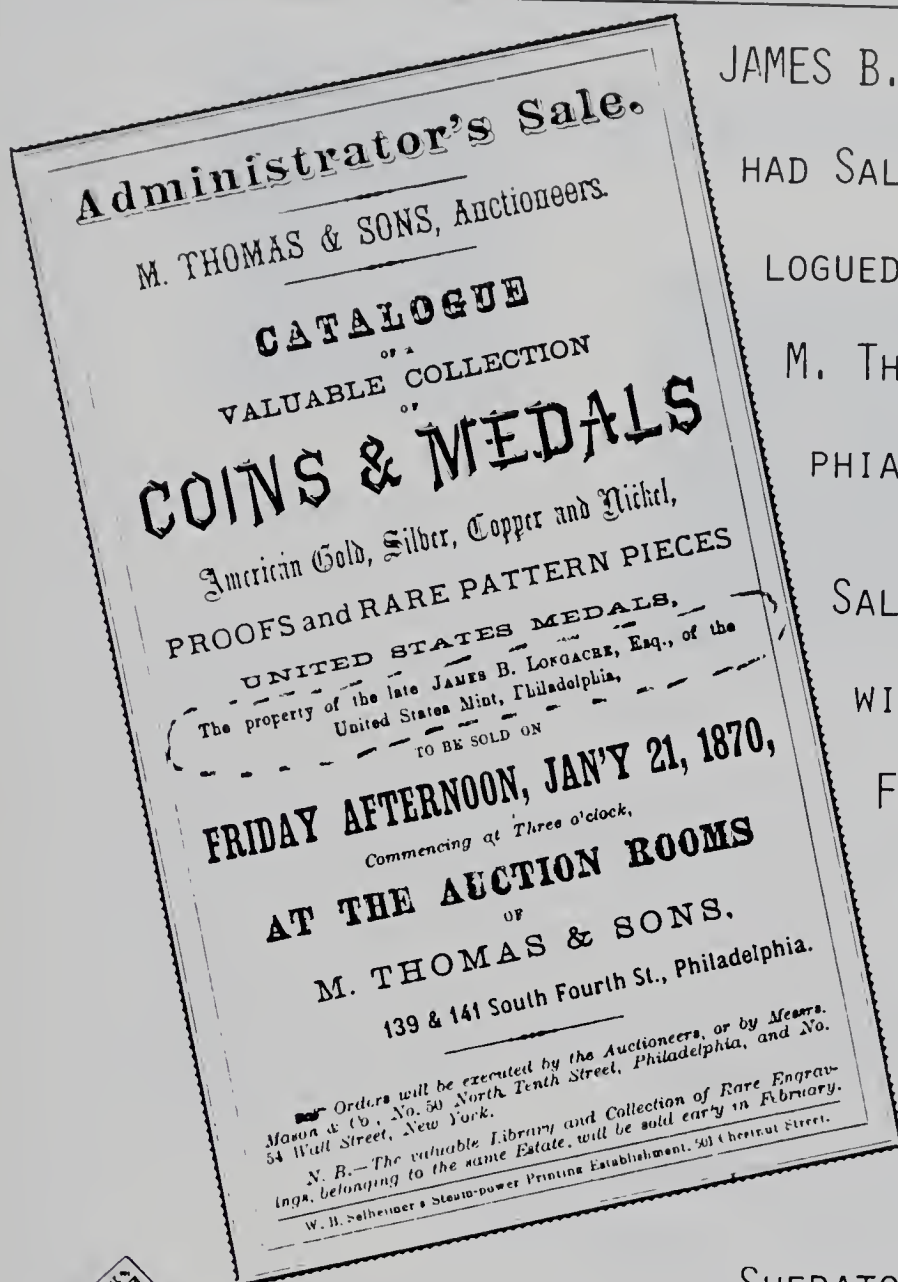 Administrator's Sale.
M. THOMAS & SONS, Auctioneers.
CATALOGUE
OF A
VALUABLE COLLECTION
OF
COINS & MEDALS
American Gold, Silver, Copper and Nickel,
PROOFS and RARE PATTERN PIECES
UNITED STATES MEDALS,
The property of the late JAMES B. LONGACRE, Esq., of the
United States Mint, Philadelphia,
TO BE SOLD ON
FRIDAY AFTERNOON, JAN'Y 21, 1870,
Commencing at Three o'clock,
AT THE AUCTION ROOMS
OF
M. THOMAS & SONS,
139 & 141 South Fourth St., Philadelphia.
Orders will be executed by the Auctioneers, or by Messrs.
Mason & Co., No. 50 North Tenth Street, Philadelphia, and No.
54 Wall Street, New York.
N. B.—The valuable Library and Collection of Rare Engrav-
ings, belonging to the same Estate, will be sold early in February.
W. B. Selheimer's Steam-power Printing Establishment, 501 Chestnut Street.
JAMES B.
HAD SAL
LOGUED
M. TH
PHIA
SAL
WI
F
SHERATO